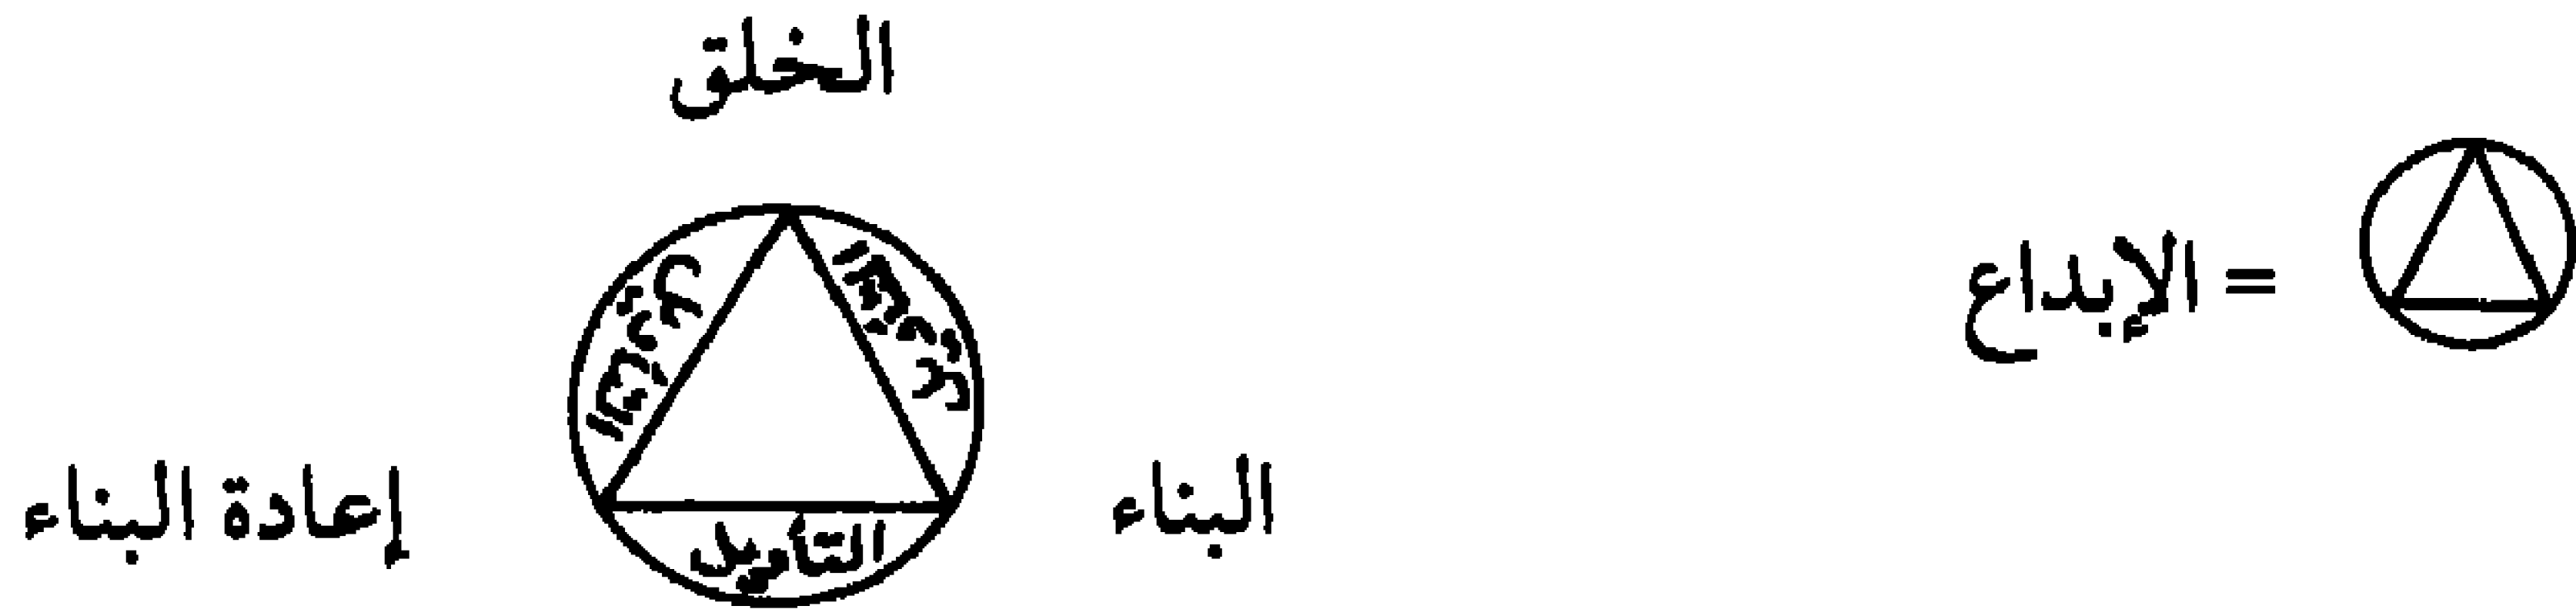 الخلق
= الإبداع
البناء
إعادة البناء
التأويل